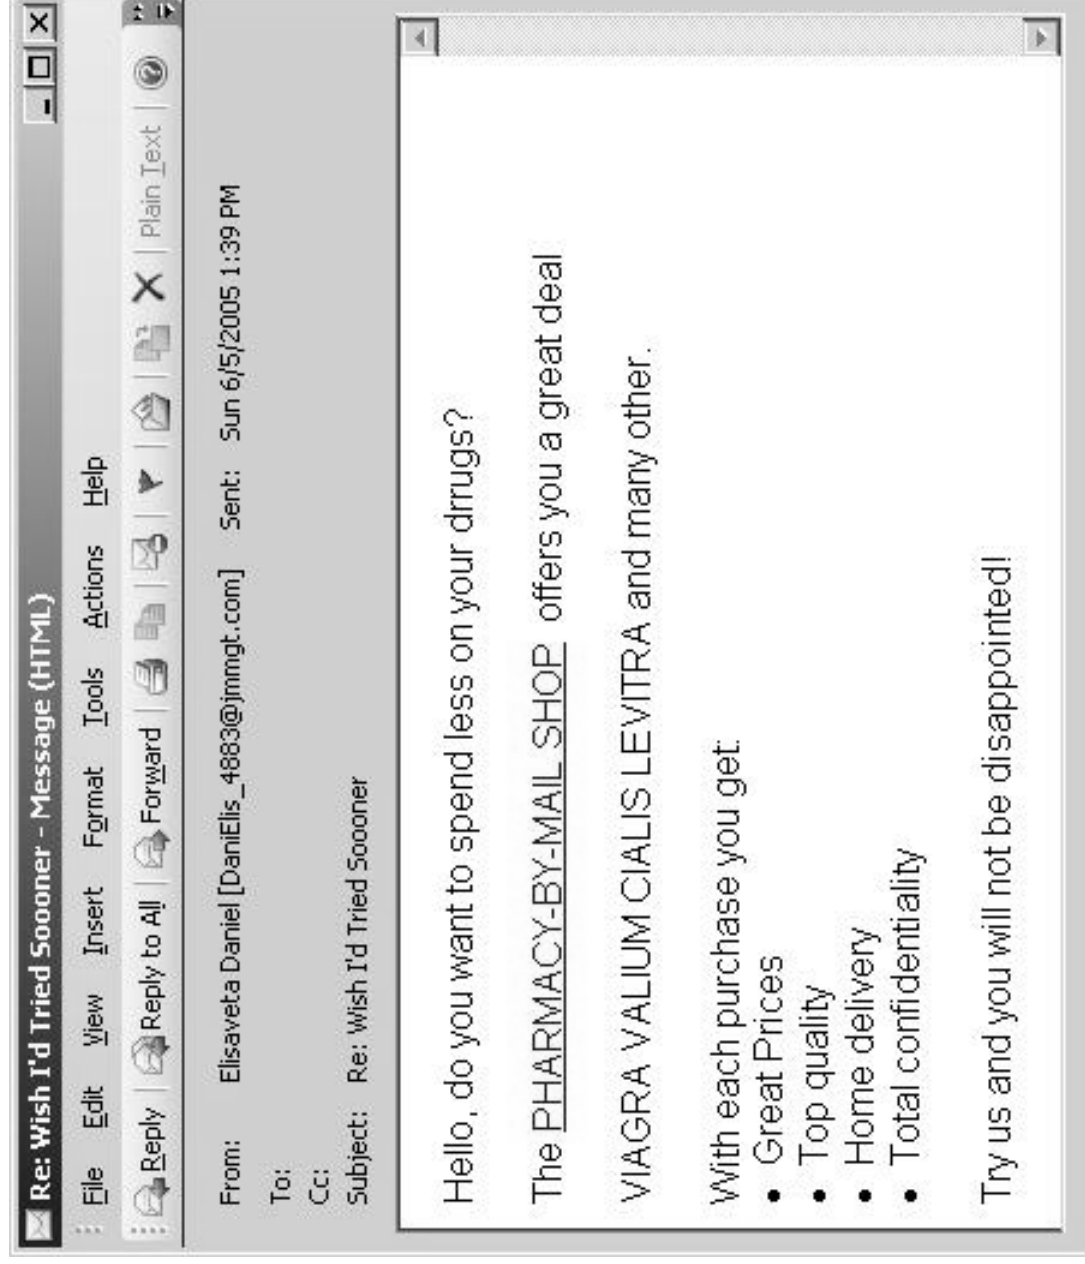 Re: Wish I'd Tried Soooner - Message (HTML)
File Edit View Insert Format Tools Actions Help
Reply Reply to All Forward Plain Text
From: Elisaveta Daniel [DaniElis_4883@jmmgt.com] Sent: Sun 6/5/2005 1:39 PM
To:
Cc:
Subject: Re: Wish I'd Tried Soooner
Hello, do you want to spend less on your drrugs?
The PHARMACY-BY-MAIL SHOP offers you a great deal
VIAGRA VALIUM CIALIS LEVITRA and many other.
With each purchase you get:
• Great Prices
• Top quality
• Home delivery
• Total confidentiality
Try us and you will not be disappointed!